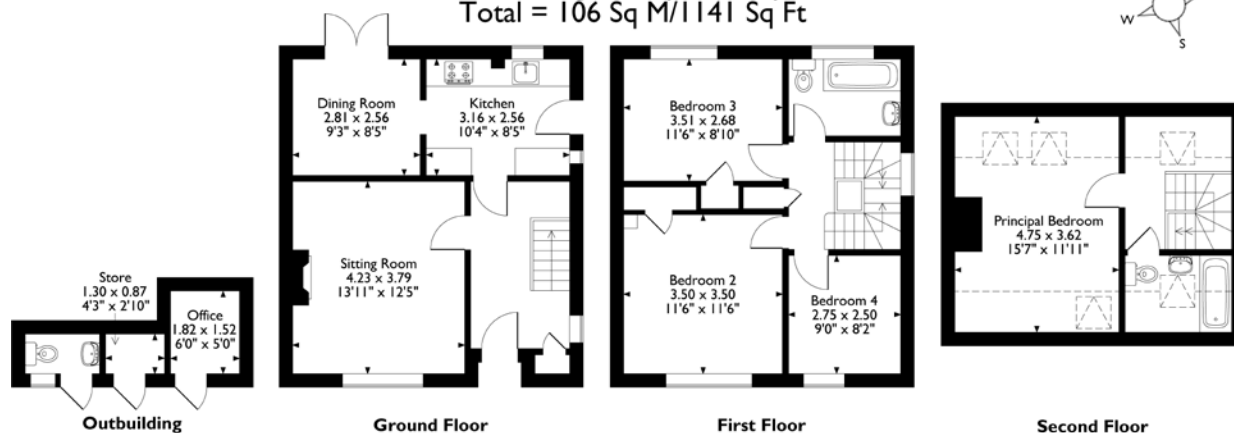 Total = 106 Sq M/1141 Sq Ft
W
S
Dining Room
2.81 x 2.56
9'3" x 8'5"
Kitchen
3.16 x 2.56
10'4" x 8'5"
Sitting Room
4.23 x 3.79
13'11" x 12'5"
Store
1.30 x 0.87
4'3" x 2'10"
Office
1.82 x 1.52
6'0" x 5'0"
Bedroom 3
3.51 x 2.68
11'6" x 8'10"
Bedroom 2
3.50 x 3.50
11'6" x 11'6"
Bedroom 4
2.75 x 2.50
9'0" x 8'2"
Principal Bedroom
4.75 x 3.62
15'7" x 11'11"
Outbuilding
Ground Floor
First Floor
Second Floor